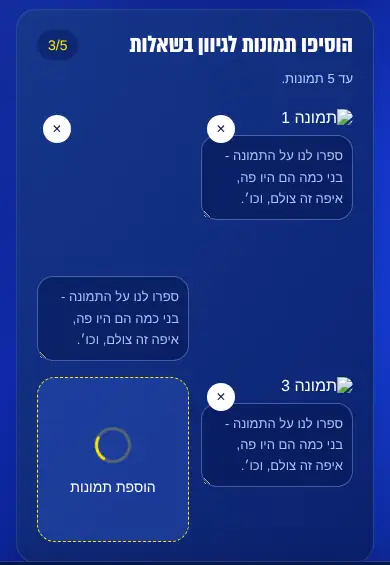 הוסיפו תמונות לגיוון בשאלות
3/5
עד 5 תמונות.
תמונה 1
×
×
ספרו לנו על התמונה -
בני כמה הם היו פה,
איפה זה צולם, וכו׳.
ספרו לנו על התמונה -
בני כמה הם היו פה,
איפה זה צולם, וכו׳.
תמונה 3
×
ספרו לנו על התמונה -
בני כמה הם היו פה,
איפה זה צולם, וכו׳.
הוספת תמונות